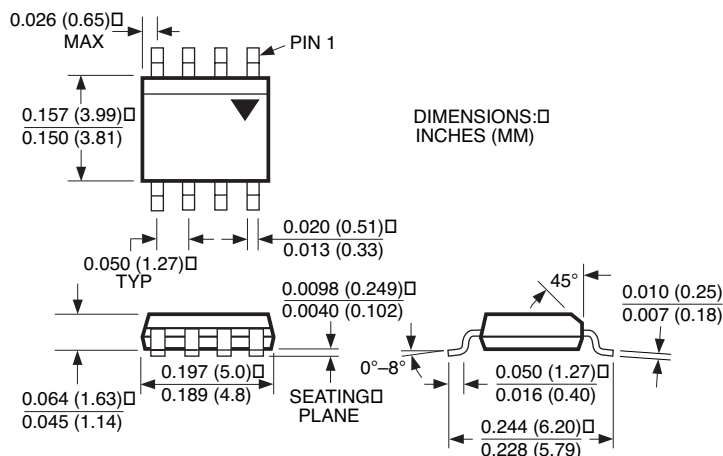 0.026 (0.65)□
MAX
PIN 1
0.157 (3.99)□
0.150 (3.81)
DIMENSIONS:□
INCHES (MM)
0.020 (0.51)□
0.013 (0.33)
0.050 (1.27)□
TYP
0.0098 (0.249)□
0.0040 (0.102)
45°
0.010 (0.25)
0.007 (0.18)
0°–8°
0.064 (1.63)□
0.045 (1.14)
0.197 (5.0)□
0.189 (4.8)
SEATING□
PLANE
0.050 (1.27)□
0.016 (0.40)
0.244 (6.20)□
0.228 (5.79)